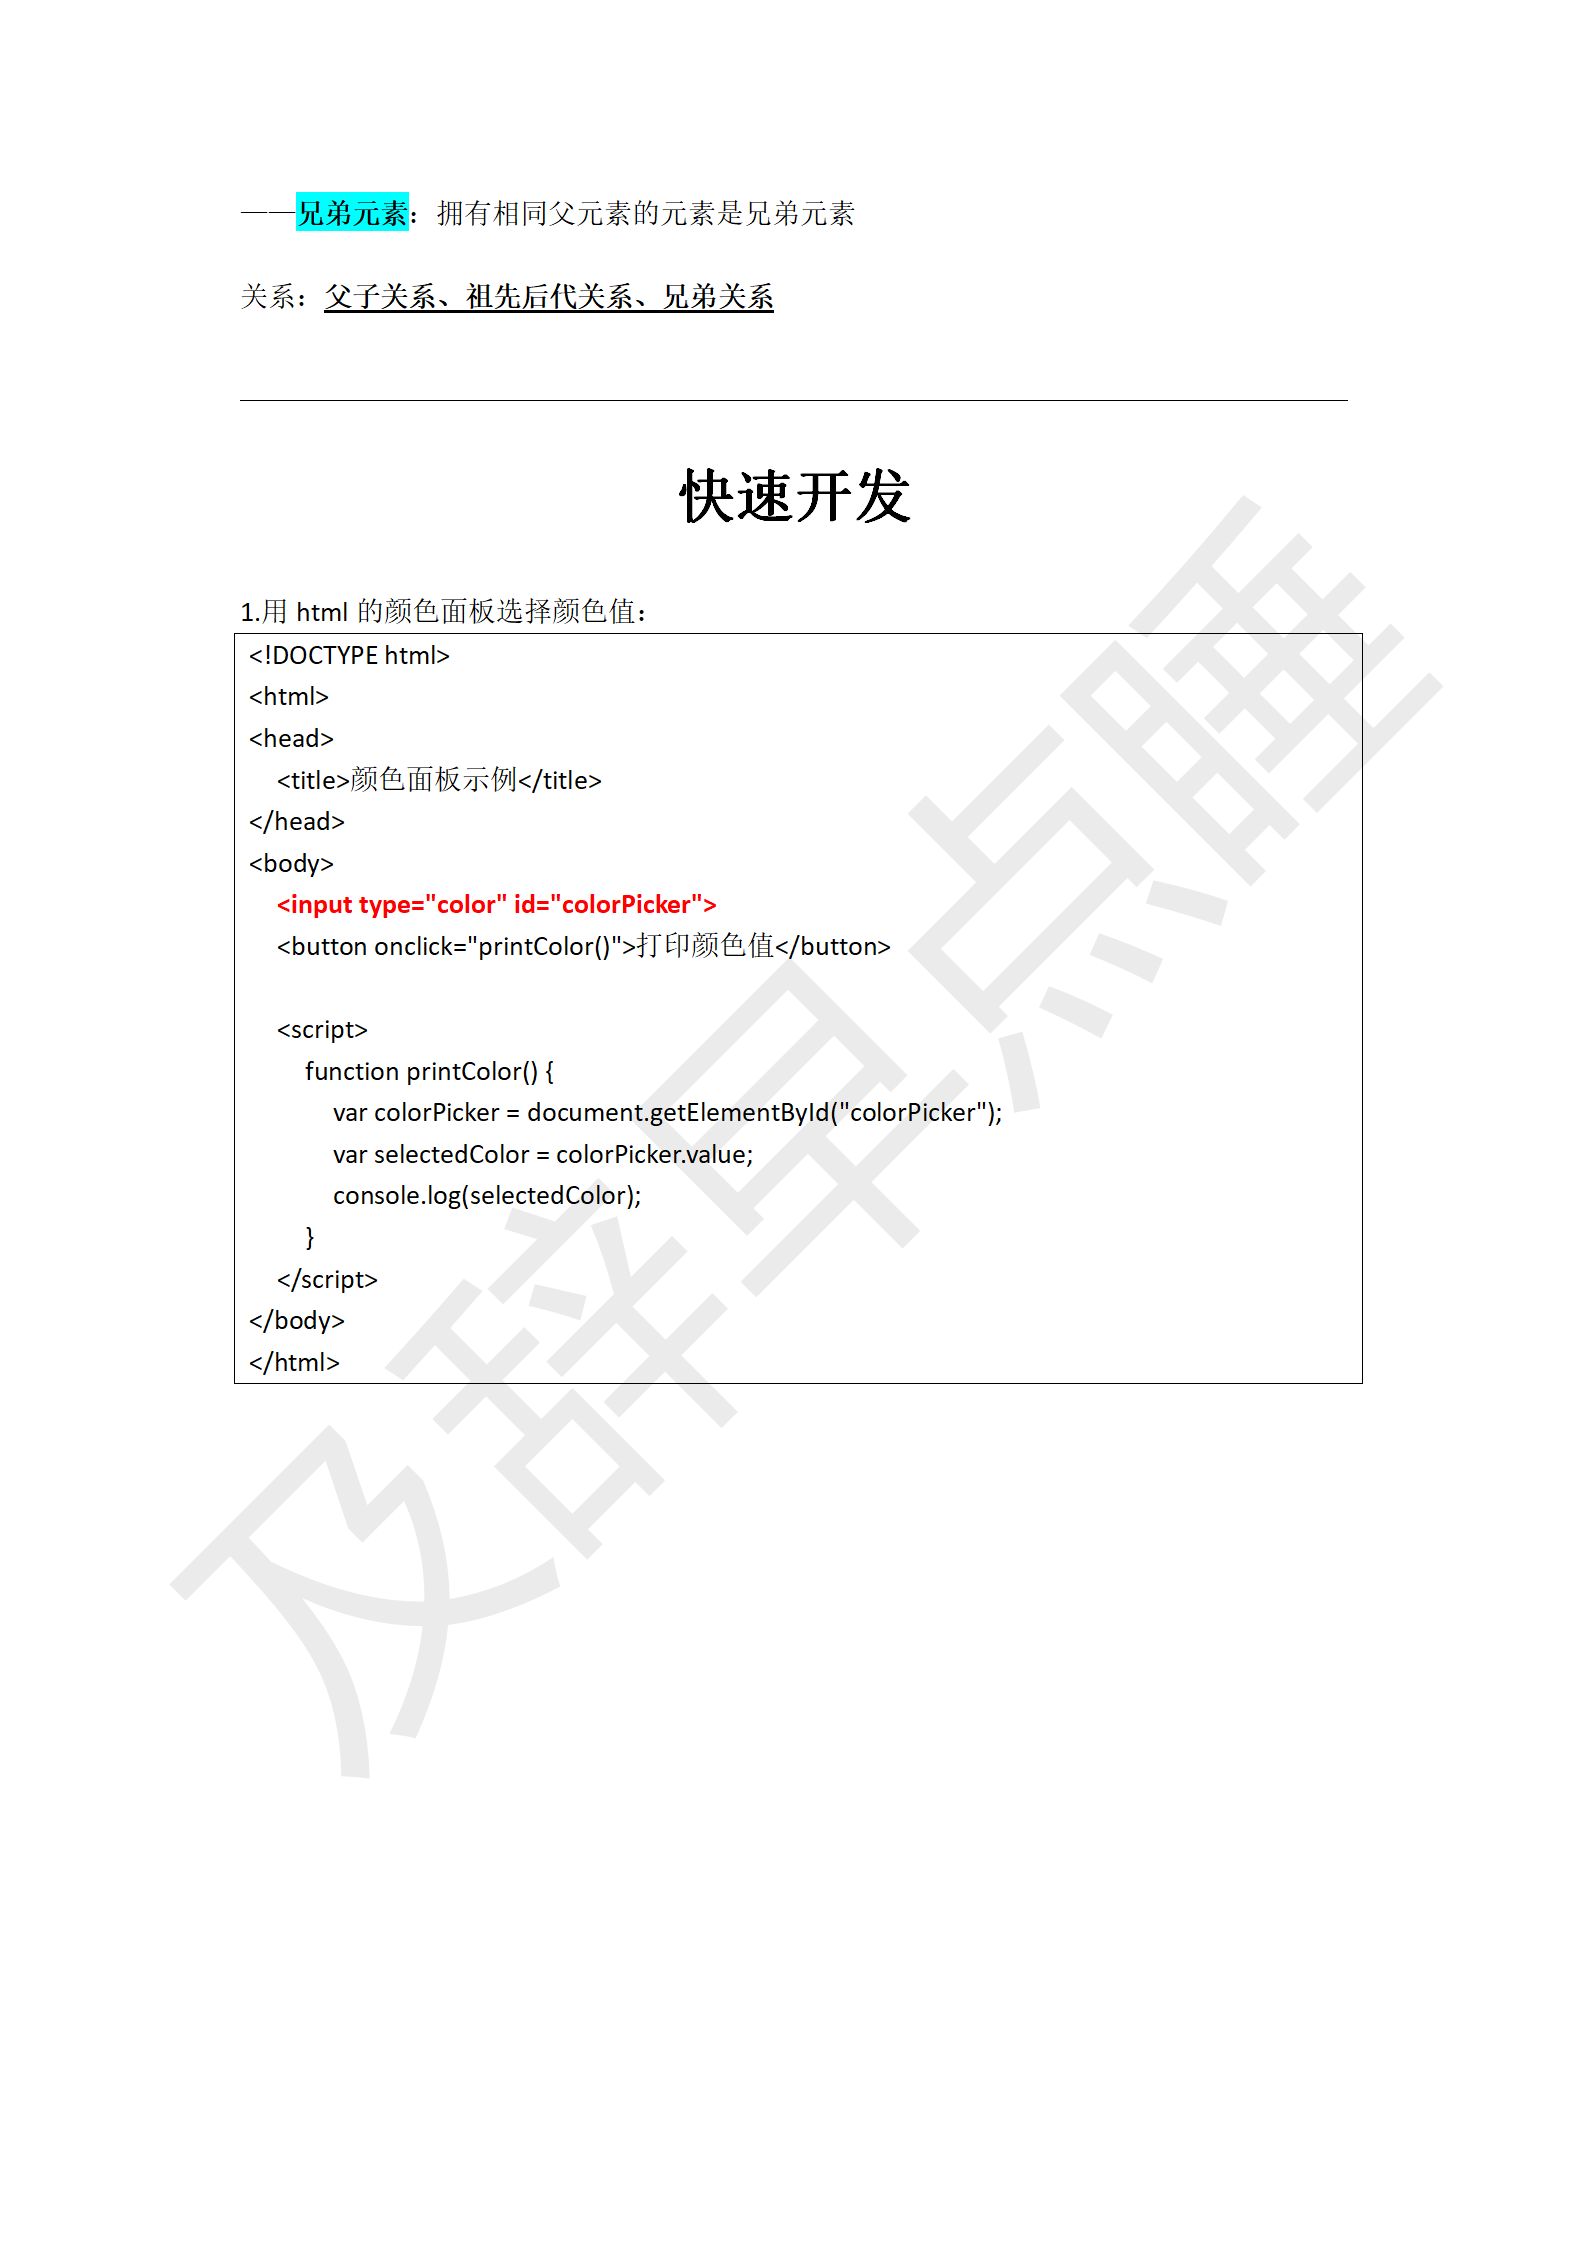 ——兄弟元素：拥有相同父元素的元素是兄弟元素
关系：父子关系、祖先后代关系、兄弟关系
快速开发
1.用 html 的颜色面板选择颜色值：
<!DOCTYPE html>
<html>
<head>
    <title>颜色面板示例</title>
</head>
<body>
    <input type="color" id="colorPicker">
    <button onclick="printColor()">打印颜色值</button>
    <script>
        function printColor() {
            var colorPicker = document.getElementById("colorPicker");
            var selectedColor = colorPicker.value;
            console.log(selectedColor);
        }
    </script>
</body>
</html>
及辞早点睡